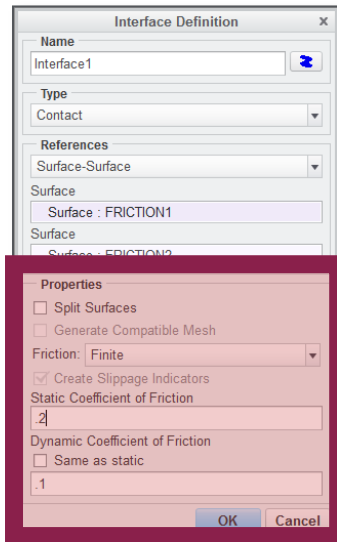 Interface Definition x
Name
Interface1
Type
Contact
References
Surface-Surface
Surface
Surface : FRICTION1
Surface
Surface : FRICTION2
Properties
Split Surfaces
Generate Compatible Mesh
Friction: Finite
Create Slippage Indicators
Static Coefficient of Friction
.2
Dynamic Coefficient of Friction
Same as static
.1
OK Cancel